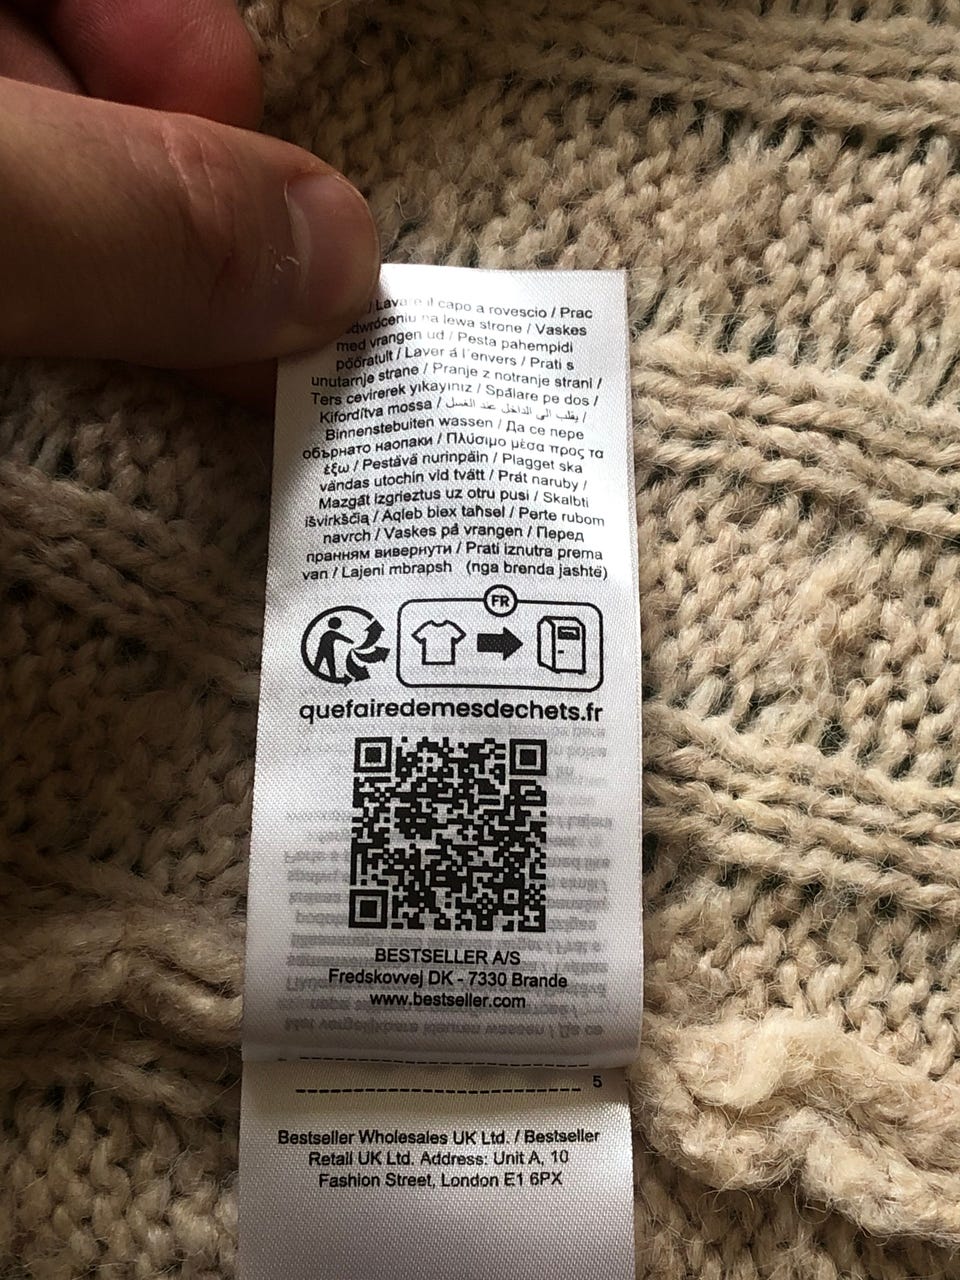 / Lavare il capo a rovescio / Prac
odwróceniu na lewa strone / Vaskes
med vrangen ud / Pesta pahempidi
pööratult / Laver á l´envers / Prati s
unutarnje strane / Pranje z notranje strani /
Ters cevirerek yıkayınız / Spălare pe dos /
Kifordítva mossa / يقلب الى الداخل عند الغسل /
Binnenstebuiten wassen / Да се пере
обърнато наопаки / Πλύσιμο μέσα προς τα
έξω / Pestävä nurinpäin / Plagget ska
vändas utochin vid tvätt / Prát naruby /
Mazgāt izgrieztus uz otru pusi / Skalbti
išvirkščią / Aqleb biex taħsel / Perte rubom
navrch / Vaskes på vrangen / Перед
пранням вивернути / Prati iznutra prema
van / Lajeni mbrapsh (nga brenda jashtë)
FR
quefairedemesdechets.fr
BESTSELLER A/S
Fredskovvej DK - 7330 Brande
www.bestseller.com
5
Bestseller Wholesales UK Ltd. / Bestseller
Retail UK Ltd. Address: Unit A, 10
Fashion Street, London E1 6PX